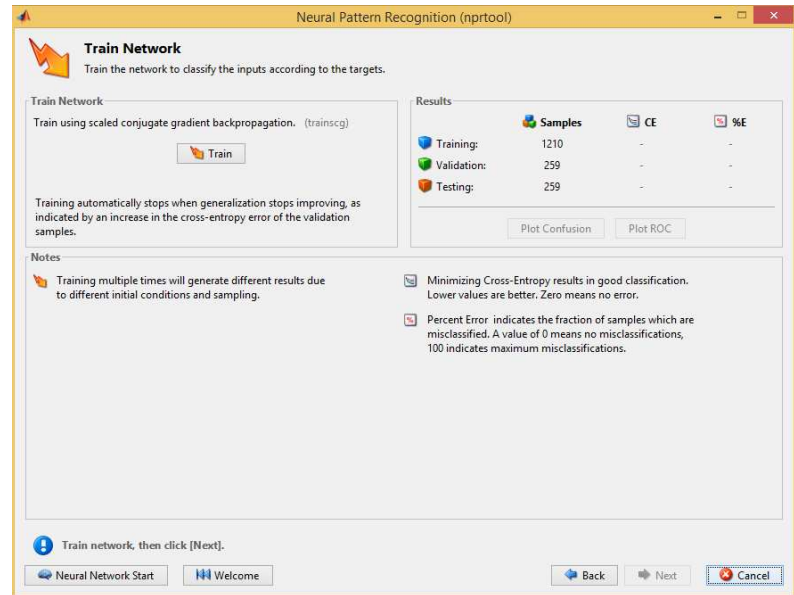 Neural Pattern Recognition (nprtool)
Train Network
Train the network to classify the inputs according to the targets.
Train Network
Train using scaled conjugate gradient backpropagation. (trainscg)
Train
Training automatically stops when generalization stops improving, as
indicated by an increase in the cross-entropy error of the validation
samples.
Results
Samples CE %E
Training: 1210 - -
Validation: 259 - -
Testing: 259 - -
Plot Confusion Plot ROC
Notes
Training multiple times will generate different results due
to different initial conditions and sampling.
Minimizing Cross-Entropy results in good classification.
Lower values are better. Zero means no error.
Percent Error indicates the fraction of samples which are
misclassified. A value of 0 means no misclassifications,
100 indicates maximum misclassifications.
Train network, then click [Next].
Neural Network Start Welcome Back Next Cancel